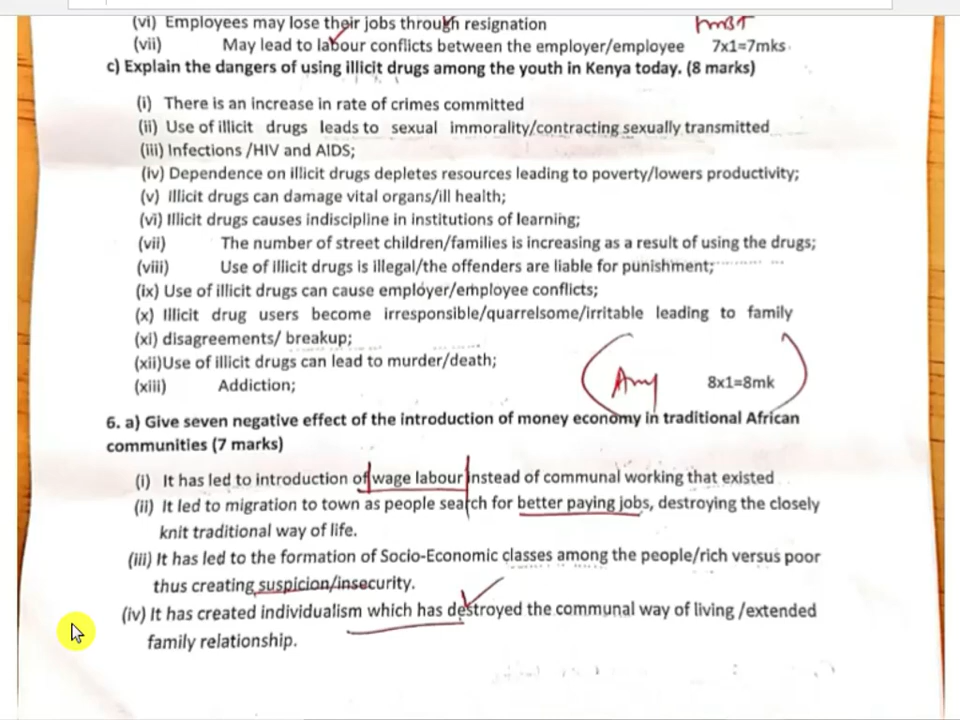 (vi) Employees may lose their jobs through resignation
(vii) May lead to labour conflicts between the employer/employee 7x1=7mks
c) Explain the dangers of using illicit drugs among the youth in Kenya today. (8 marks)
(i) There is an increase in rate of crimes committed
(ii) Use of illicit drugs leads to sexual immorality/contracting sexually transmitted
(iii) Infections /HIV and AIDS;
(iv) Dependence on illicit drugs depletes resources leading to poverty/lowers productivity;
(v) Illicit drugs can damage vital organs/ill health;
(vi) Illicit drugs causes indiscipline in institutions of learning;
(vii) The number of street children/families is increasing as a result of using the drugs;
(viii) Use of illicit drugs is illegal/the offenders are liable for punishment;
(ix) Use of illicit drugs can cause employer/employee conflicts;
(x) Illicit drug users become irresponsible/quarrelsome/irritable leading to family
(xi) disagreements/ breakup;
(xii)Use of illicit drugs can lead to murder/death;
(xiii) Addiction; Any 8x1=8mk
6. a) Give seven negative effect of the introduction of money economy in traditional African
communities (7 marks)
(i) It has led to introduction of wage labour instead of communal working that existed
(ii) It led to migration to town as people search for better paying jobs, destroying the closely
knit traditional way of life.
(iii) It has led to the formation of Socio-Economic classes among the people/rich versus poor
thus creating suspicion/insecurity.
(iv) It has created individualism which has destroyed the communal way of living /extended
family relationship.